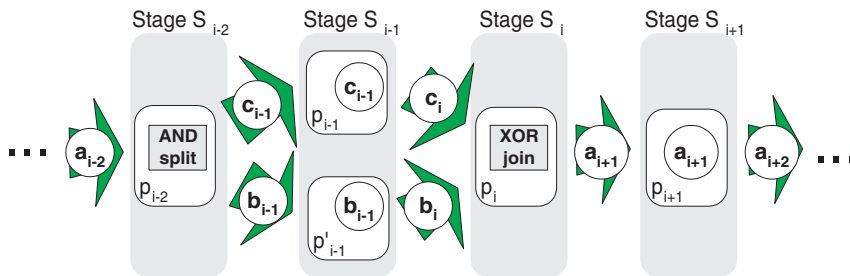 Stage S i-2
Stage S i-1
Stage S i
Stage S i+1
a i-2
AND
split
p i-2
c i-1
b i-1
c i-1
p i-1
b i-1
p' i-1
c i
b i
XOR
join
p i
a i+1
a i+1
p i+1
a i+2